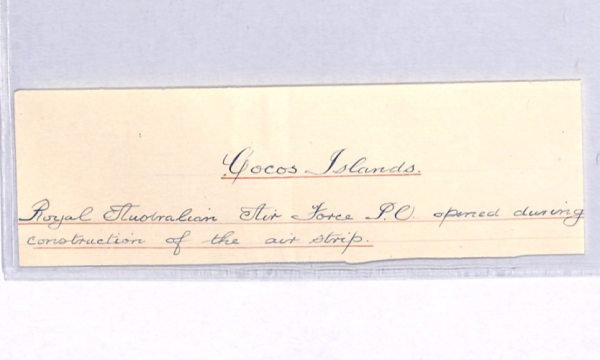 Cocos Islands.
Royal Australian Air Force P.O. opened during
construction of the air strip.